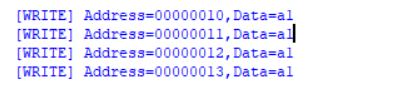 [WRITE] Address=00000010,Data=a1
[WRITE] Address=00000011,Data=a1
[WRITE] Address=00000012,Data=a1
[WRITE] Address=00000013,Data=a1